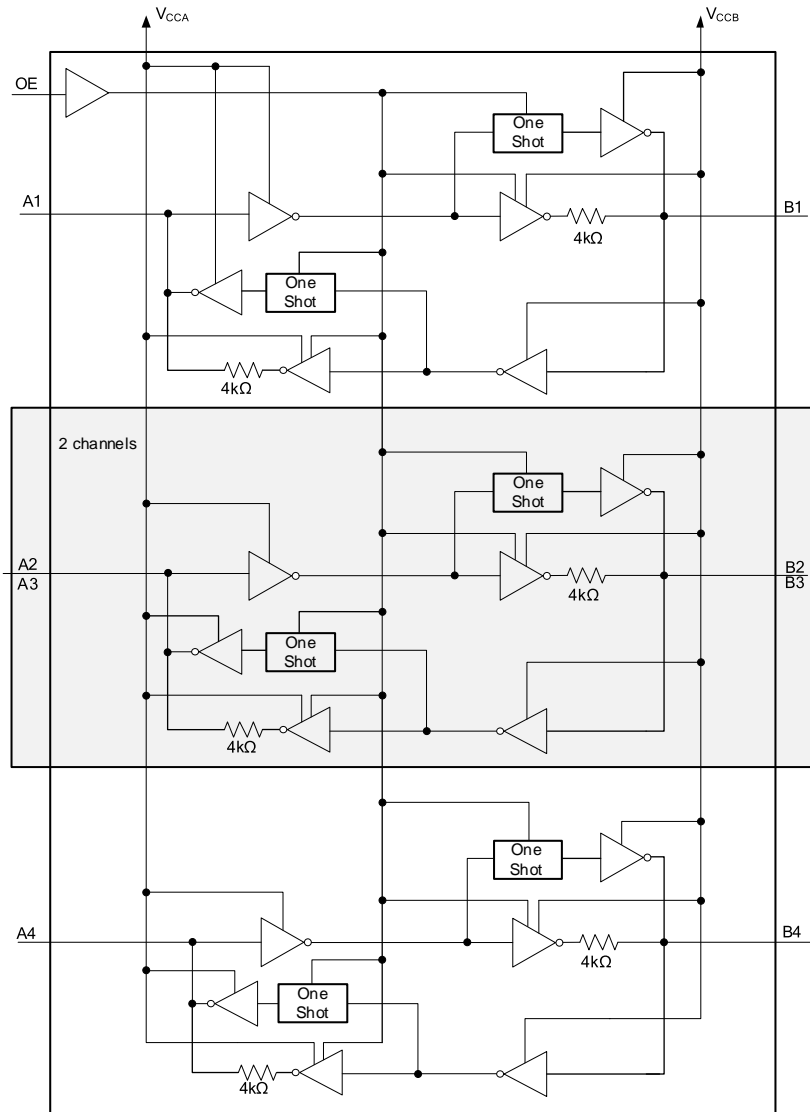 VCCA
VCCB
OE
One
Shot
A1
B1
4kΩ
One
Shot
4kΩ
2 channels
One
Shot
A2
B2
A3
B3
4kΩ
One
Shot
4kΩ
One
Shot
A4
B4
4kΩ
One
Shot
4kΩ